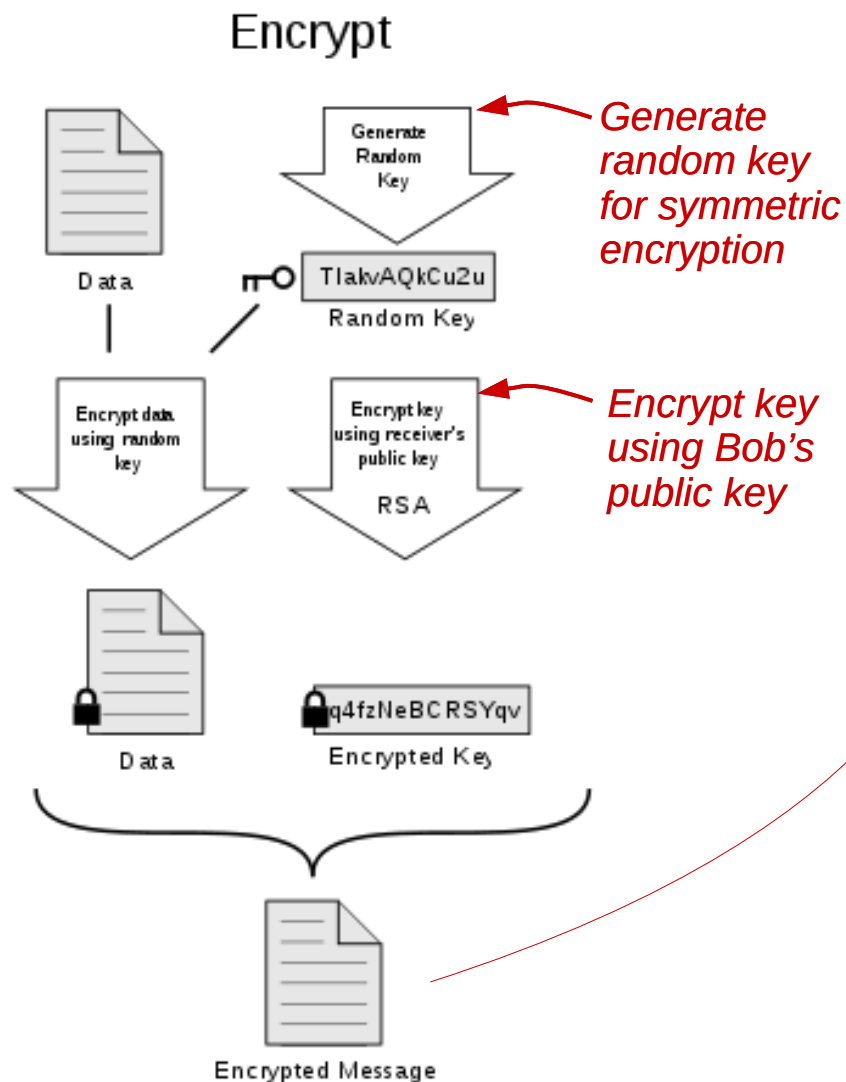 Encrypt
Generate
Random
Key
Generate
random key
for symmetric
encryption
Data
TIakvAQkCu2u
Random Key
Encrypt data
using random
key
Encrypt key
using receiver's
public key
RSA
Encrypt key
using Bob’s
public key
q4fzNeBCRSYqv
Data
Encrypted Key
Encrypted Message